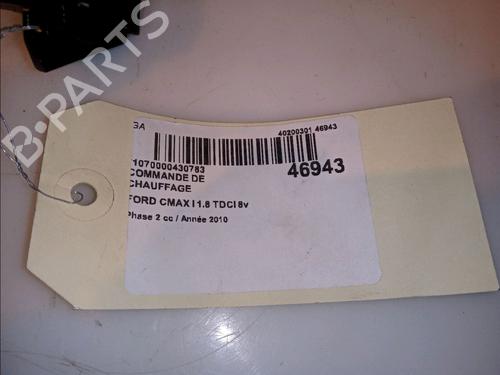 GA
40200301 46943
71070000430783
46943
COMMANDE DE
CHAUFFAGE
FORD CMAX I 1.8 TDCI 8v
Phase 2 cc / Année 2010
B-PARTS